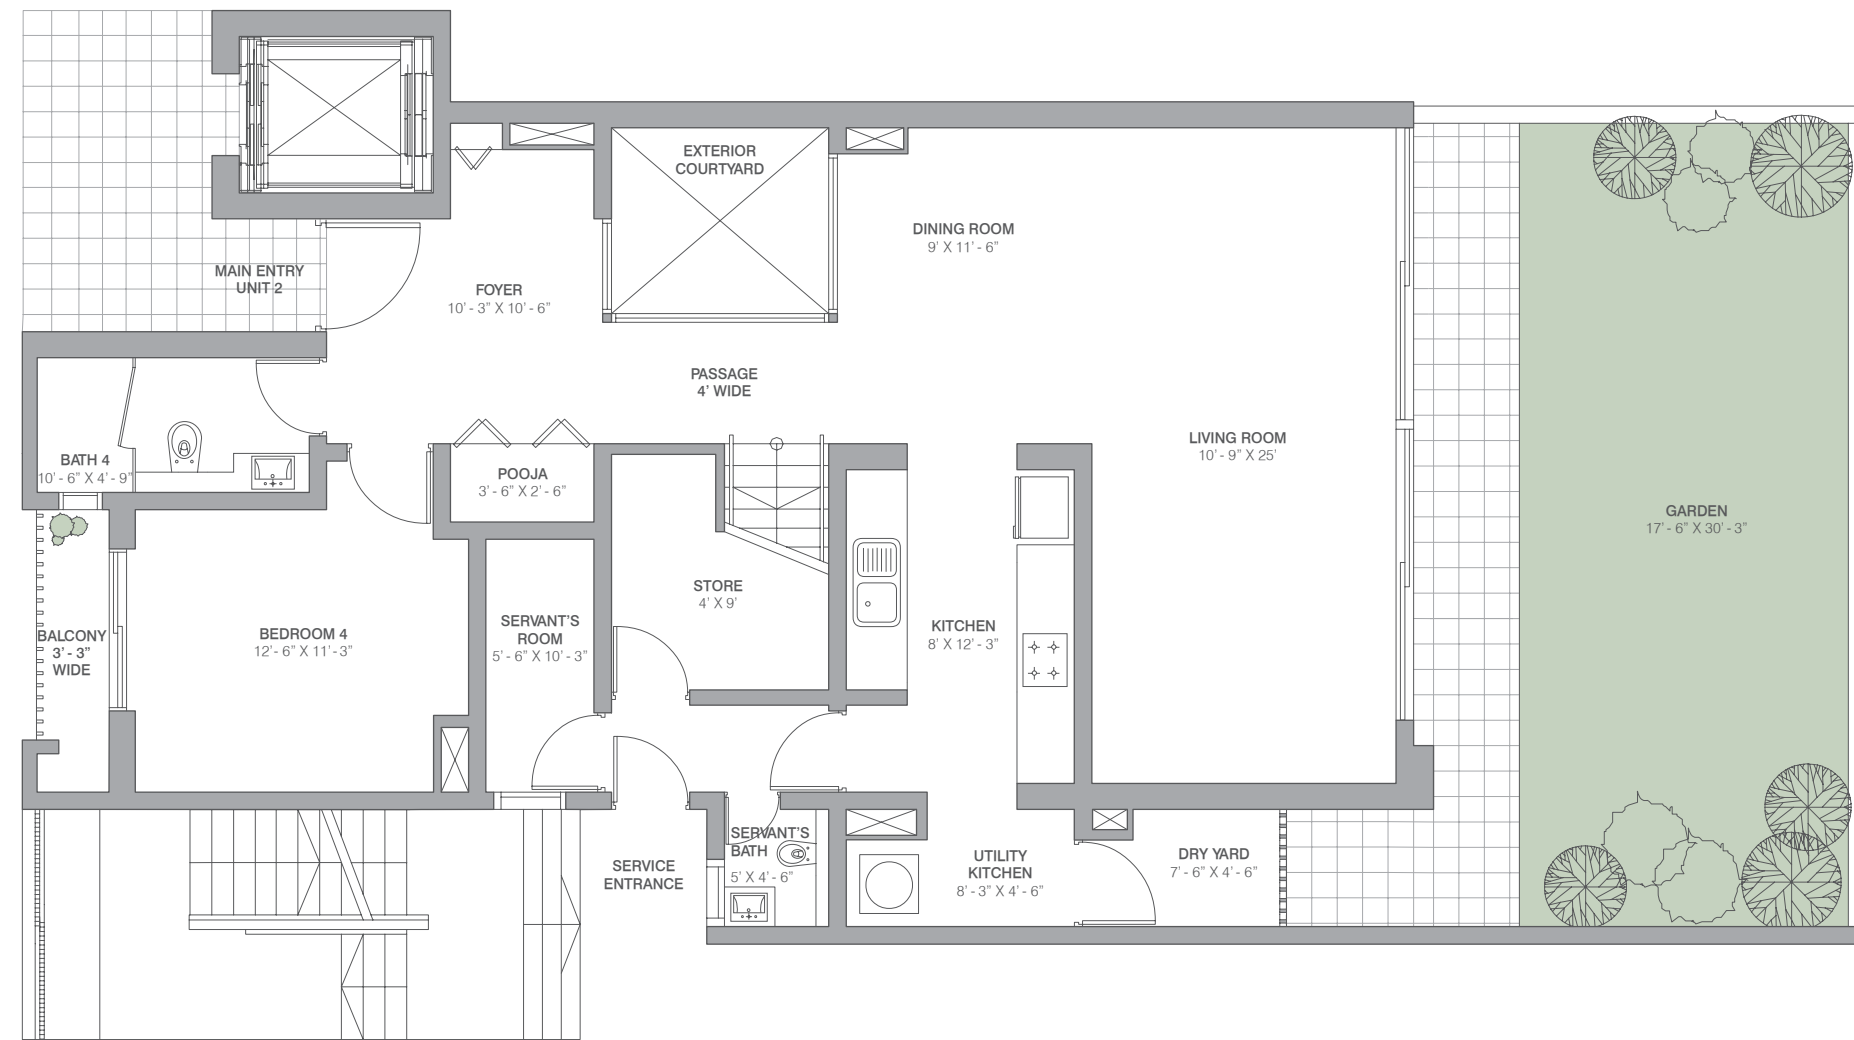 EXTERIOR
COURTYARD
DINING ROOM
9' X 11' - 6"
MAIN ENTRY
UNIT 2
FOYER
10' - 3" X 10' - 6"
PASSAGE
4' WIDE
LIVING ROOM
10' - 9" X 25'
BATH 4
10' - 6" X 4' - 9"
POOJA
3' - 6" X 2' - 6"
GARDEN
17' - 6" X 30' - 3"
STORE
4' X 9'
SERVANT'S
ROOM
5' - 6" X 10' - 3"
KITCHEN
8' X 12' - 3"
BALCONY
3' - 3"
WIDE
BEDROOM 4
12' - 6" X 11' - 3"
SERVANT'S
BATH
5' X 4' - 6"
SERVICE
ENTRANCE
UTILITY
KITCHEN
8' - 3" X 4' - 6"
DRY YARD
7' - 6" X 4' - 6"